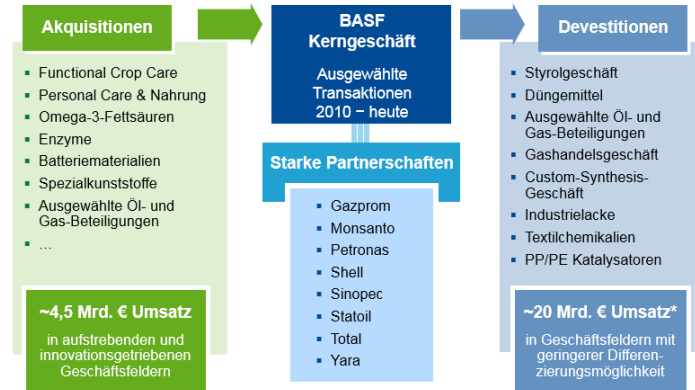 Akquisitionen
▪ Functional Crop Care
▪ Personal Care & Nahrung
▪ Omega-3-Fettsäuren
▪ Enzyme
▪ Batteriematerialien
▪ Spezialkunststoffe
▪ Ausgewählte Öl- und
Gas-Beteiligungen
▪ …
~4,5 Mrd. € Umsatz
in aufstrebenden und
innovationsgetriebenen
Geschäftsfeldern
BASF
Kerngeschäft
Ausgewählte
Transaktionen
2010 – heute
Starke Partnerschaften
▪ Gazprom
▪ Monsanto
▪ Petronas
▪ Shell
▪ Sinopec
▪ Statoil
▪ Total
▪ Yara
Devestitionen
▪ Styrolgeschäft
▪ Düngemittel
▪ Ausgewählte Öl- und
Gas-Beteiligungen
▪ Gashandelsgeschäft
▪ Custom-Synthesis-
Geschäft
▪ Industrielacke
▪ Textilchemikalien
▪ PP/PE Katalysatoren
~20 Mrd. € Umsatz*
in Geschäftsfeldern mit
geringerer Differen-
zierungsmöglichkeit